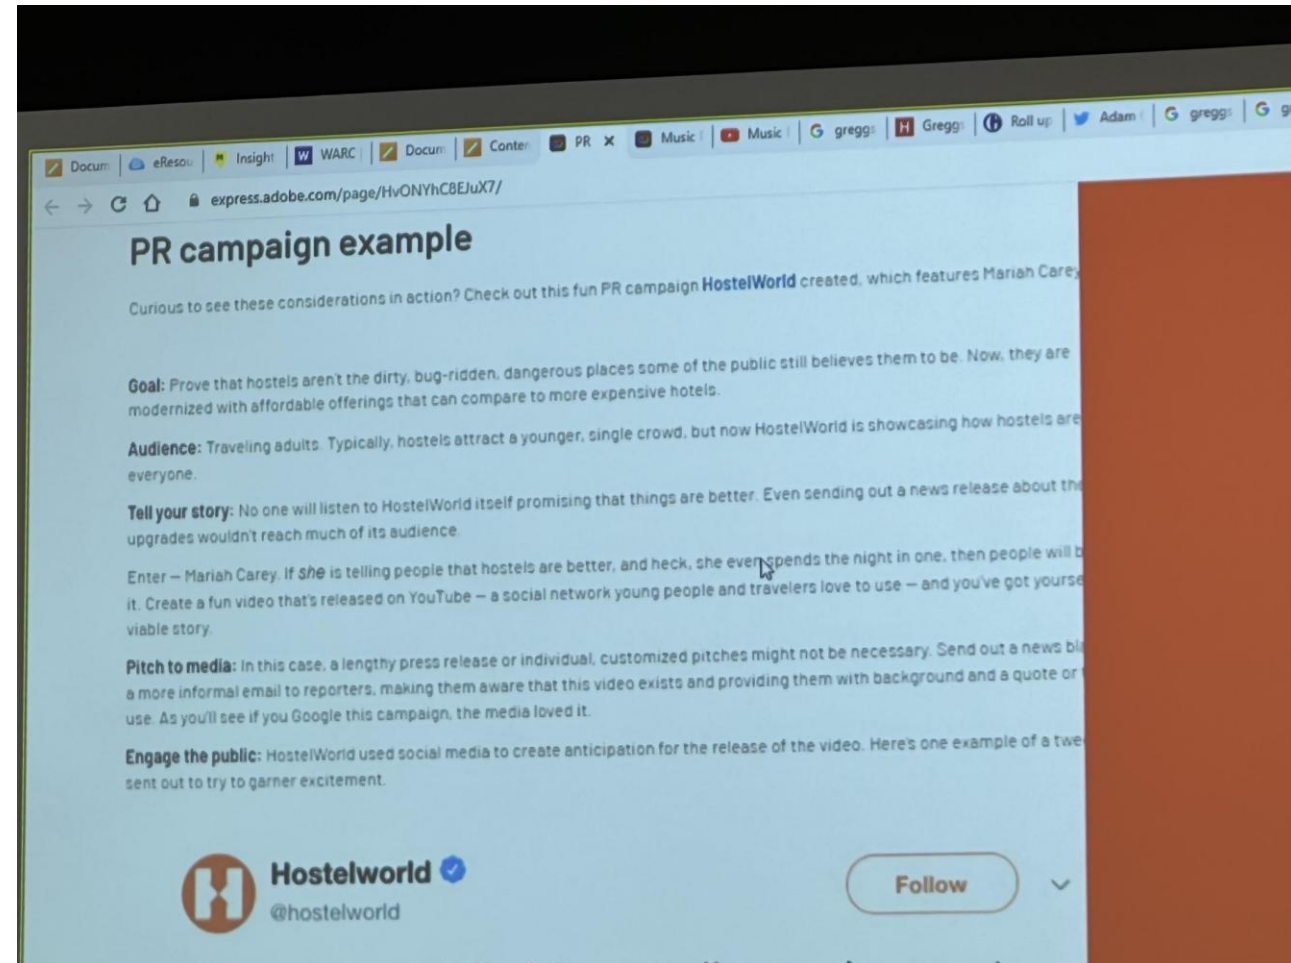 Docum eResou Insight WARC Docum Conter PR Music Music greggs Gregg Roll up Adam greggs
express.adobe.com/page/HvONYhC8EJuX7/
PR campaign example
Curious to see these considerations in action? Check out this fun PR campaign HostelWorld created, which features Mariah Carey
Goal: Prove that hostels aren't the dirty, bug-ridden, dangerous places some of the public still believes them to be. Now, they are
modernized with affordable offerings that can compare to more expensive hotels.
Audience: Traveling adults. Typically, hostels attract a younger, single crowd, but now HostelWorld is showcasing how hostels are
everyone.
Tell your story: No one will listen to HostelWorld itself promising that things are better. Even sending out a news release about the
upgrades wouldn't reach much of its audience.
Enter – Mariah Carey. If she is telling people that hostels are better, and heck, she even spends the night in one, then people will b
it. Create a fun video that's released on YouTube – a social network young people and travelers love to use – and you've got yourse
viable story.
Pitch to media: In this case, a lengthy press release or individual, customized pitches might not be necessary. Send out a news bla
a more informal email to reporters, making them aware that this video exists and providing them with background and a quote or
use. As you'll see if you Google this campaign, the media loved it.
Engage the public: HostelWorld used social media to create anticipation for the release of the video. Here's one example of a twe
sent out to try to garner excitement.
Hostelworld
@hostelworld
Follow